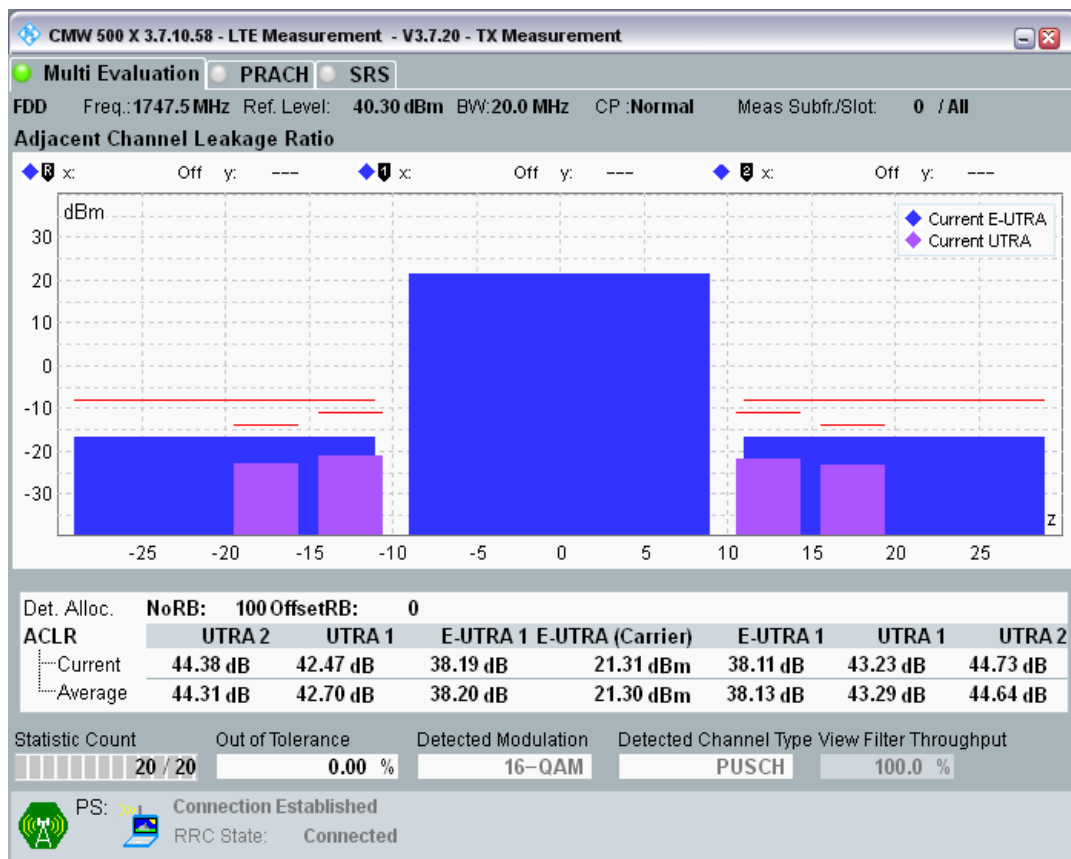 CMW 500 X 3.7.10.58 - LTE Measurement - V3.7.20 - TX Measurement
Multi Evaluation PRACH SRS
FDD Freq.:1747.5 MHz Ref. Level: 40.30 dBm BW:20.0 MHz CP :Normal Meas Subfr./Slot: 0 / All
Adjacent Channel Leakage Ratio
R x: Off y: --- 1 x: Off y: --- 2 x: Off y: ---
dBm
Current E-UTRA
Current UTRA
30
20
10
0
-10
-20
-30
z
-25 -20 -15 -10 -5 0 5 10 15 20 25
Det. Alloc. NoRB: 100 OffsetRB: 0
ACLR UTRA 2 UTRA 1 E-UTRA 1 E-UTRA (Carrier) E-UTRA 1 UTRA 1 UTRA 2
Current 44.38 dB 42.47 dB 38.19 dB 21.31 dBm 38.11 dB 43.23 dB 44.73 dB
Average 44.31 dB 42.70 dB 38.20 dB 21.30 dBm 38.13 dB 43.29 dB 44.64 dB
Statistic Count Out of Tolerance Detected Modulation Detected Channel Type View Filter Throughput
20 / 20 0.00 % 16-QAM PUSCH 100.0 %
PS: Connection Established
RRC State: Connected